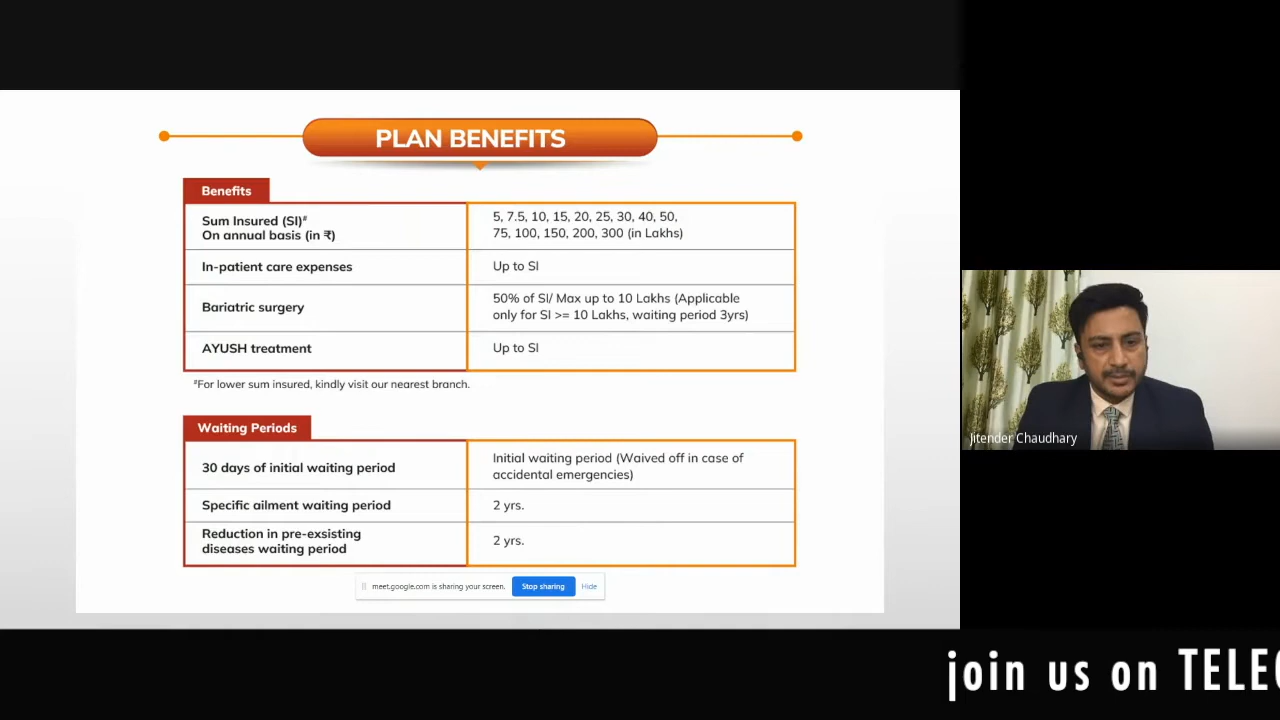 PLAN BENEFITS
Benefits
Sum Insured (SI)#
On annual basis (in ₹)
5, 7.5, 10, 15, 20, 25, 30, 40, 50,
75, 100, 150, 200, 300 (in Lakhs)
In-patient care expenses
Up to SI
Bariatric surgery
50% of SI/ Max up to 10 Lakhs (Applicable
only for SI >= 10 Lakhs, waiting period 3yrs)
AYUSH treatment
Up to SI
#For lower sum insured, kindly visit our nearest branch.
Waiting Periods
30 days of initial waiting period
Initial waiting period (Waived off in case of
accidental emergencies)
Specific ailment waiting period
2 yrs.
Reduction in pre-exsisting
diseases waiting period
2 yrs.
meet.google.com is sharing your screen.
Stop sharing
Hide
Jitender Chaudhary
join us on TELE